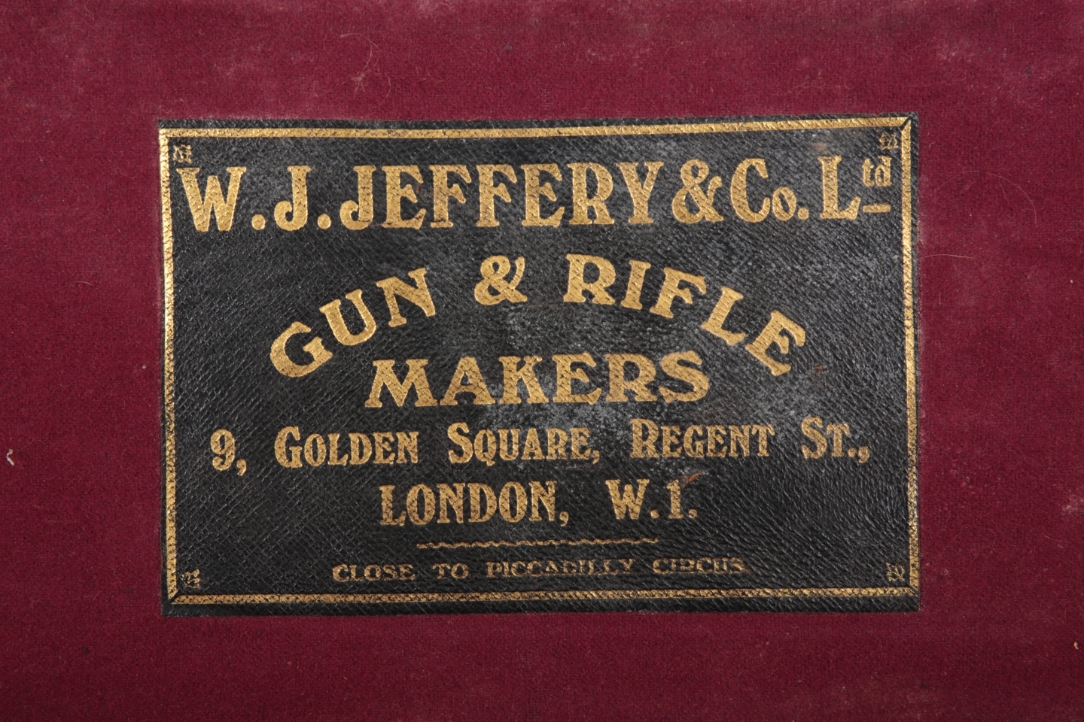 W.J.JEFFERY & Co. Ltd
GUN & RIFLE
MAKERS
9, GOLDEN SQUARE, REGENT ST.,
LONDON, W.1.
CLOSE TO PICCADILLY CIRCUS